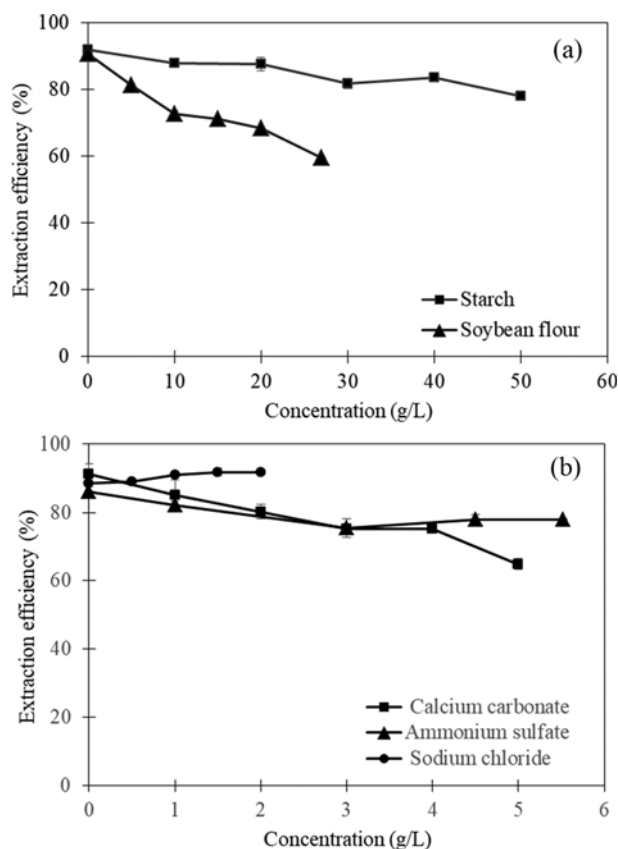 100
(a)
80
60
40
20
0
Extraction efficiency (%)
Starch
Soybean flour
0 10 20 30 40 50 60
Concentration (g/L)
100
(b)
80
60
40
20
0
Extraction efficiency (%)
Calcium carbonate
Ammonium sulfate
Sodium chloride
0 1 2 3 4 5 6
Concentration (g/L)